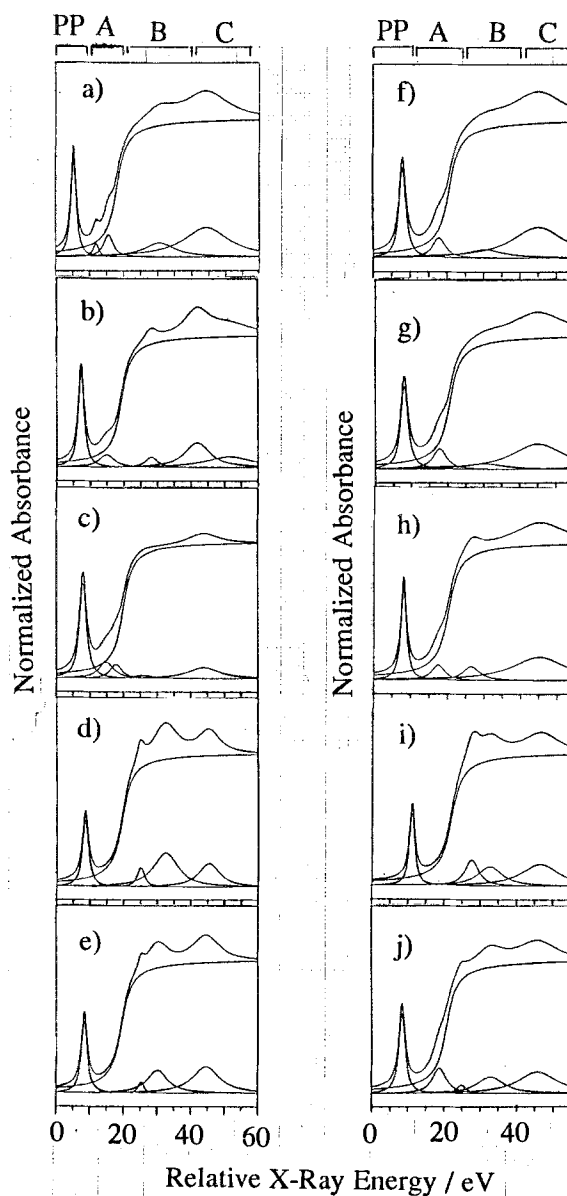 PP A B C
PP A B C
a)
f)
b)
g)
c)
h)
d)
i)
e)
j)
Normalized Absorbance
Normalized Absorbance
0 20 40 60
0 20 40
Relative X-Ray Energy / eV